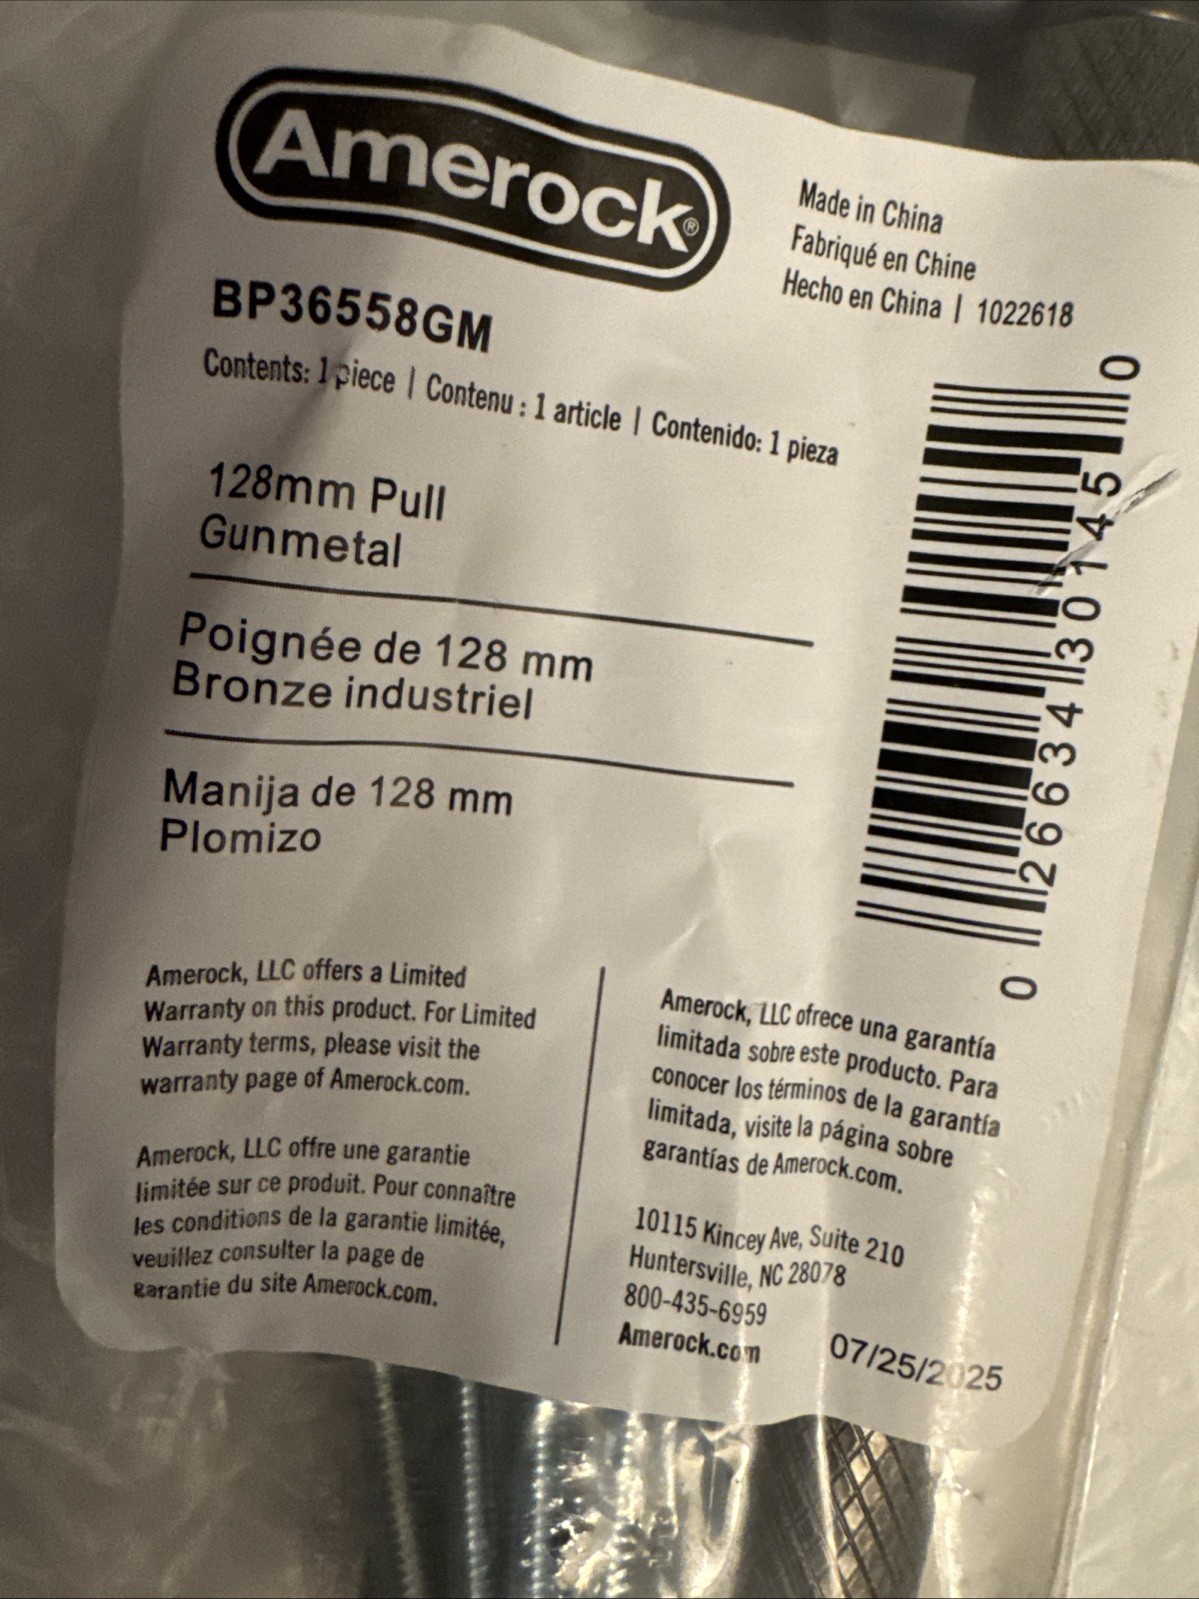 Amerock®
Made in China
Fabriqué en Chine
Hecho en China | 1022618
BP36558GM
Contents: 1 piece | Contenu : 1 article | Contenido: 1 pieza
128mm Pull
Gunmetal
Poignée de 128 mm
Bronze industriel
Manija de 128 mm
Plomizo
0 26634 30145 0
Amerock, LLC offers a Limited
Warranty on this product. For Limited
Warranty terms, please visit the
warranty page of Amerock.com.
Amerock, LLC offre une garantie
limitée sur ce produit. Pour connaître
les conditions de la garantie limitée,
veuillez consulter la page de
garantie du site Amerock.com.
Amerock, LLC ofrece una garantía
limitada sobre este producto. Para
conocer los términos de la garantía
limitada, visite la página sobre
garantías de Amerock.com.
10115 Kincey Ave, Suite 210
Huntersville, NC 28078
800-435-6959
Amerock.com
07/25/2025